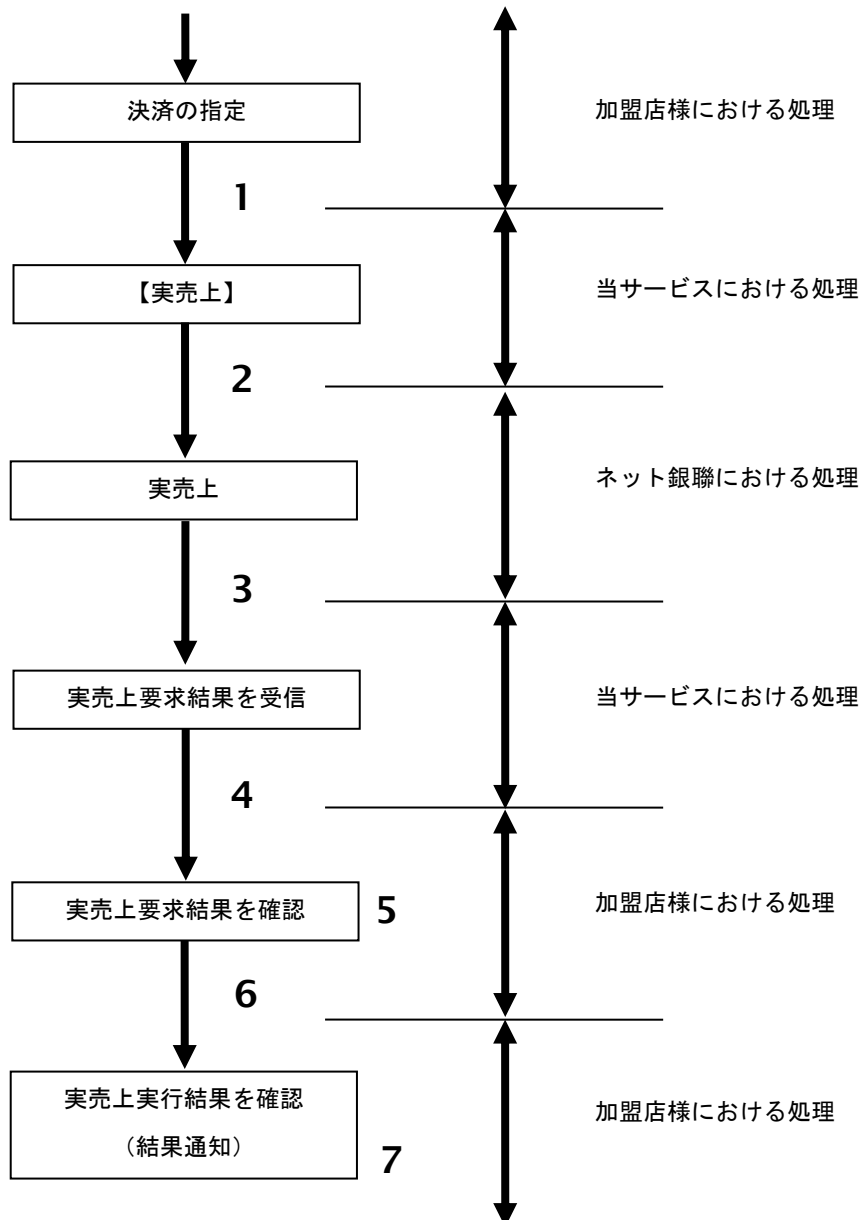 決済の指定
加盟店様における処理
1
【実売上】
当サービスにおける処理
2
実売上
ネット銀聯における処理
3
実売上要求結果を受信
当サービスにおける処理
4
実売上要求結果を確認
5
加盟店様における処理
6
実売上実行結果を確認
(結果通知)
7
加盟店様における処理